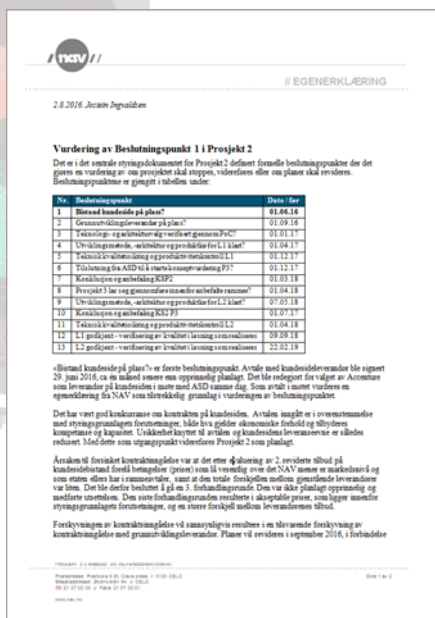 nav
// EGENERKLÆRING
2.8.2016. Jostein Ingvaldsen
Vurdering av Beslutningspunkt 1 i Prosjekt 2
Det er i det sentrale styringsdokumentet for Prosjekt 2 definert formelle beslutningspunkter der det
gjøres en vurdering av om prosjektet skal stoppes, videreføres eller om planer skal revideres.
Beslutningspunktene er gjengitt i tabellen under:
Nr. Beslutningspunkt Dato / før
1 Bistand kundeside på plass? 01.06.16
2 Grunnutviklingsleverandør på plass? 01.09.16
3 Teknologi- og arkitekturvalg verifisert gjennom PoC? 01.01.17
4 Utviklingsmetode, -arkitektur og produktkø for L1 klart? 01.04.17
5 Teknisk kvalitetssikring og produktivitetskontroll L1 01.12.17
6 Tilslutning fra ASD til å starte konseptvurdering P3? 01.12.17
7 Konklusjon og anbefaling KSP2 01.03.18
8 Prosjekt 3 lar seg gjennomføre innenfor anbefalte rammer? 01.04.18
9 Utviklingsmetode, -arkitektur og produktkø for L2 klart? 07.05.18
10 Konklusjon og anbefaling KS2 P3 01.07.17
11 Teknisk kvalitetssikring og produktivitetskontroll L2 01.04.18
12 L1 godkjent - verifisering av kvalitet i løsning som realiseres 09.09.18
13 L2 godkjent - verifisering av kvalitet i løsning som realiseres 22.02.19
«Bistand kundeside på plass?» er første beslutningspunkt. Avtale med kundesideleverandør ble signert
29. juni 2016, ca én måned senere enn opprinnelig planlagt. Det ble redegjort for valget av Accenture
som leverandør på kundesiden i møte med ASD samme dag. Som avtalt i møtet vurderes en
egenerklæring fra NAV som tilstrekkelig grunnlag i vurderingen av beslutningspunktet.
Det har vært god konkurranse om kontrakten på kundesiden. Avtalen inngått er i overensstemmelse
med styringsgrunnlagets forutsetninger, både hva gjelder økonomiske forhold og tilbyderes
kompetanse og kapasitet. Usikkerhet knyttet til avtalen og kundesidens leveranseevne er således
redusert. Med dette som utgangspunkt videreføres Prosjekt 2 som planlagt.
Årsaken til forsinket kontraktsinngåelse var at det etter evaluering av 2. reviderte tilbud på
kundesidebistand forelå betingelser (priser) som lå vesentlig over det NAV mener er markedsnivå og
som etaten ellers har i rammeavtaler, samt at den totale forskjellen mellom gjenstående leverandører
var liten. Det ble derfor besluttet å gå en 3. forhandlingsrunde. Den var ikke planlagt opprinnelig og
medførte utsettelsen. Den siste forhandlingsrunden resulterte i akseptable priser, som ligger innenfor
styringsgrunnlagets forutsetninger, og en større forskjell mellom leverandørenes tilbud.
Forskyvningen av kontraktsinngåelse vil sannsynligvis resultere i en tilsvarende forskyvning av
kontraktsinngåelse med grunnutviklingsleverandør. Planer vil revideres i september 2016, i forbindelse
Side 1 av 2
www.nav.no